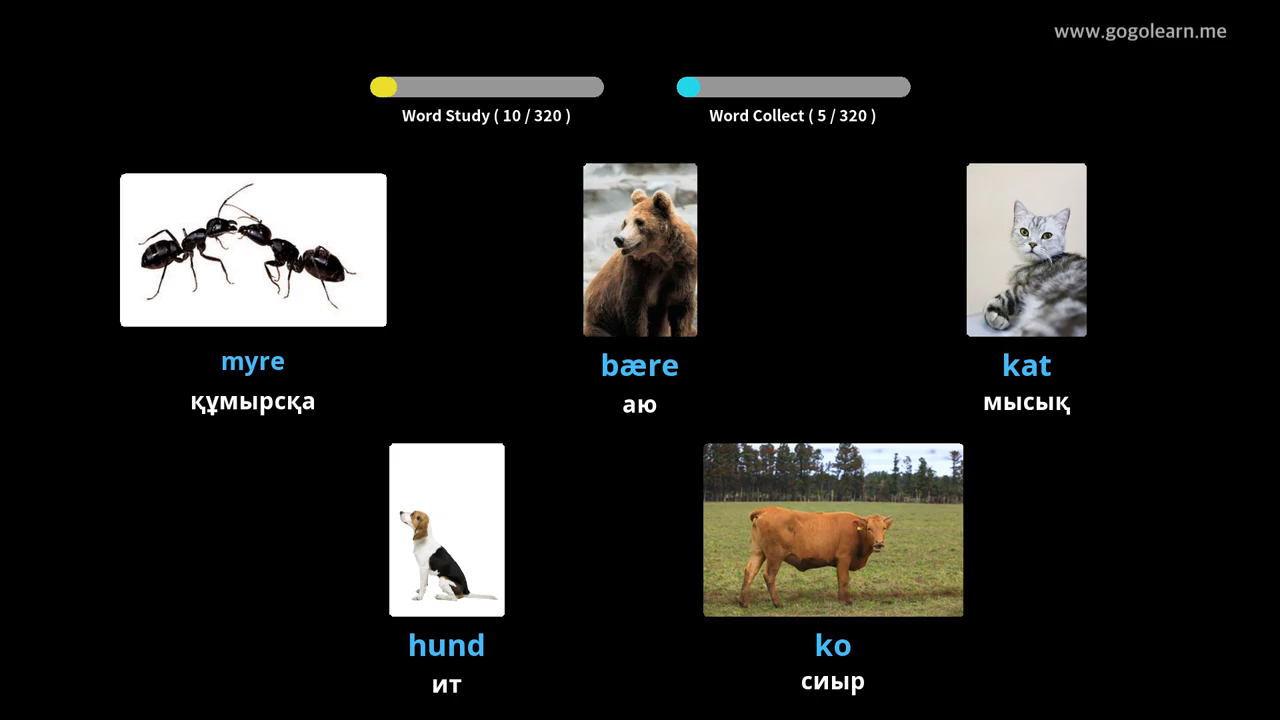 www.gogolearn.me
Word Study ( 10 / 320 )
Word Collect ( 5 / 320 )
myre
құмырсқа
bære
аю
kat
мысық
hund
ит
ko
сиыр